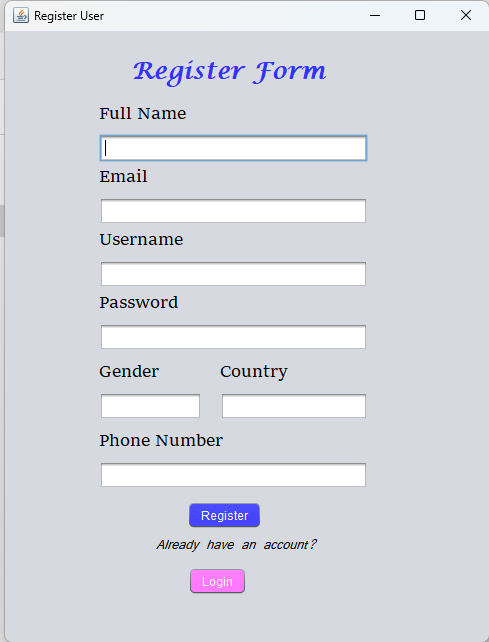 Register User
Register Form
Full Name
Email
Username
Password
Gender Country
Phone Number
Register
Already have an account?
Login